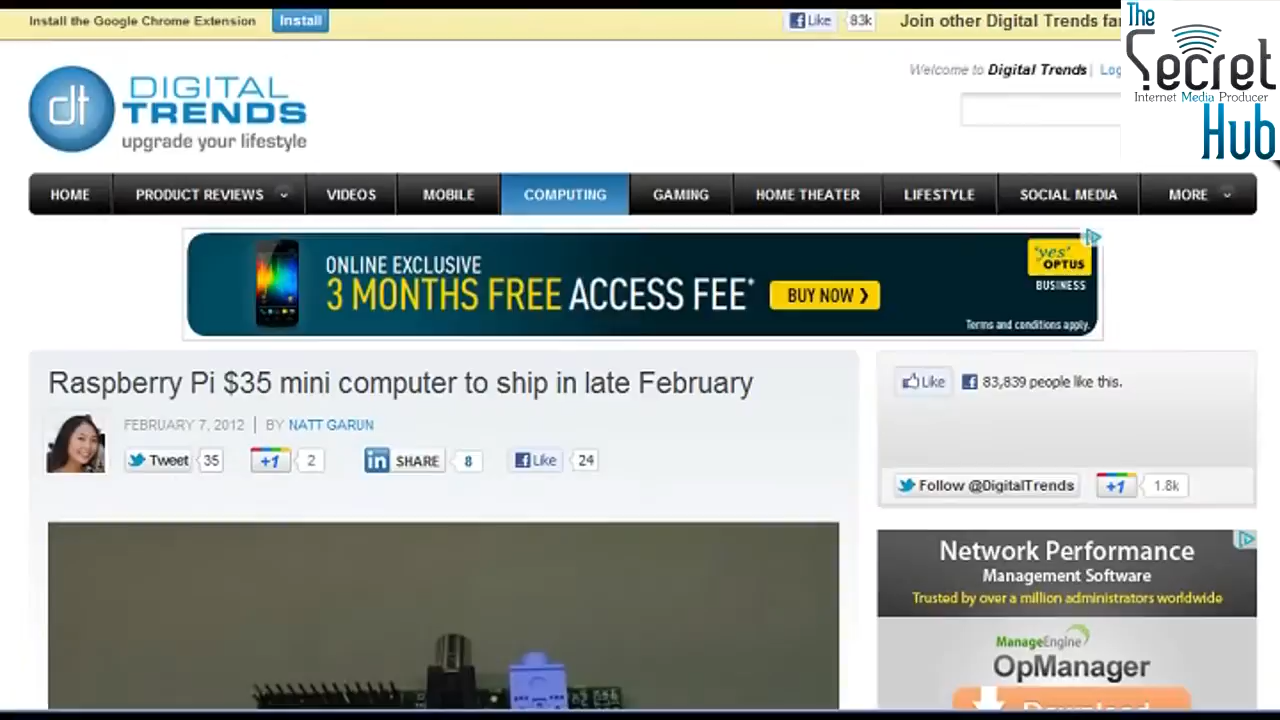 Install the Google Chrome Extension Install
Like 83k Join other Digital Trends
The
Secret
Internet Media Producer
Hub
Welcome to Digital Trends |
dt DIGITAL
TRENDS
upgrade your lifestyle
HOME PRODUCT REVIEWS VIDEOS MOBILE COMPUTING GAMING HOME THEATER LIFESTYLE SOCIAL MEDIA MORE
ONLINE EXCLUSIVE
3 MONTHS FREE ACCESS FEE*
BUY NOW ❯
'yes'
OPTUS
BUSINESS
Terms and conditions apply.
Raspberry Pi $35 mini computer to ship in late February
FEBRUARY 7, 2012 | BY NATT GARUN
Tweet 35 +1 2 in SHARE 8 Like 24
Like 83,839 people like this.
Follow @DigitalTrends +1 1.8k
Network Performance
Management Software
Trusted by over a million administrators worldwide
ManageEngine
OpManager
Download